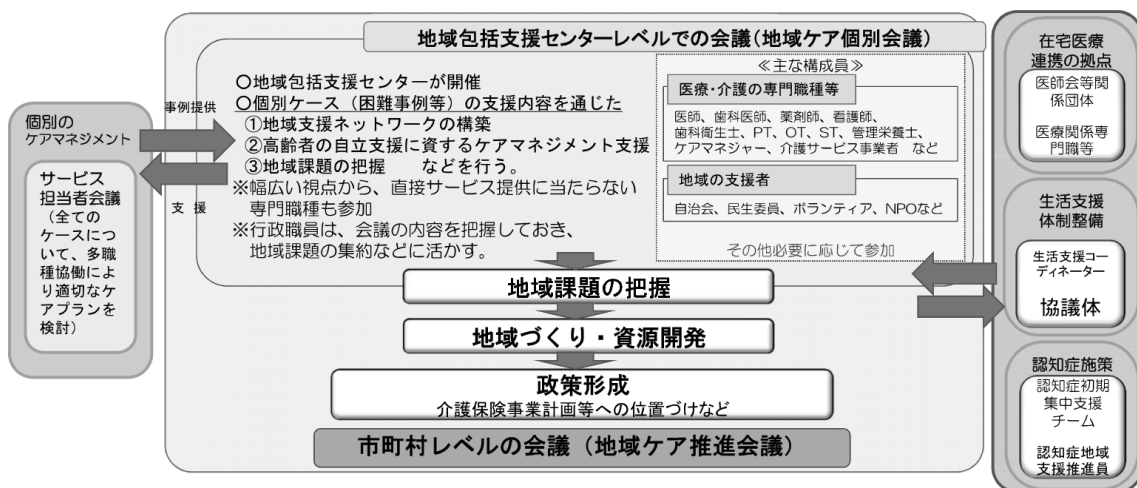 地域包括支援センターレベルでの会議(地域ケア個別会議)
〇地域包括支援センターが開催
〇個別ケース（困難事例等）の支援内容を通じた
①地域支援ネットワークの構築
②高齢者の自立支援に資するケアマネジメント支援
③地域課題の把握　などを行う。
※幅広い視点から、直接サービス提供に当たらない
専門職種も参加
※行政職員は、会議の内容を把握しておき、
地域課題の集約などに活かす。
≪主な構成員≫
医療・介護の専門職種等
医師、歯科医師、薬剤師、看護師、
歯科衛生士、PT、OT、ST、管理栄養士、
ケアマネジャー、介護サービス事業者　など
地域の支援者
自治会、民生委員、ボランティア、NPOなど
その他必要に応じて参加
事例提供
支　援
個別の
ケアマネジメント
サービス
担当者会議
（全ての
ケースにつ
いて、多職
種協働によ
り適切なケ
アプランを
検討）
地域課題の把握
地域づくり・資源開発
政策形成
介護保険事業計画等への位置づけなど
市町村レベルの会議（地域ケア推進会議）
在宅医療
連携の拠点
医師会等関
係団体
医療関係専
門職等
生活支援
体制整備
生活支援コー
ディネーター
協議体
認知症施策
認知症初期
集中支援
チーム
認知症地域
支援推進員